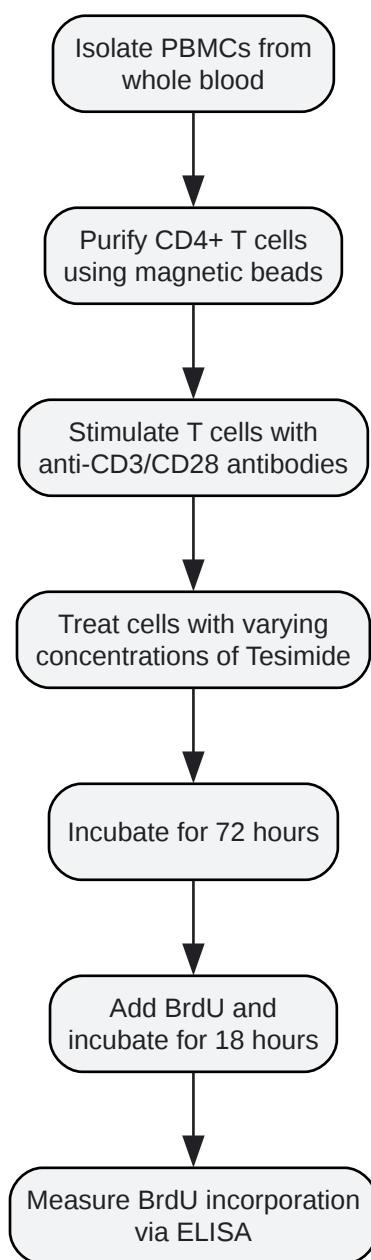 Isolate PBMCs from
whole blood
Purify CD4+ T cells
using magnetic beads
Stimulate T cells with
anti-CD3/CD28 antibodies
Treat cells with varying
concentrations of Tesimide
Incubate for 72 hours
Add BrdU and
incubate for 18 hours
Measure BrdU incorporation
via ELISA